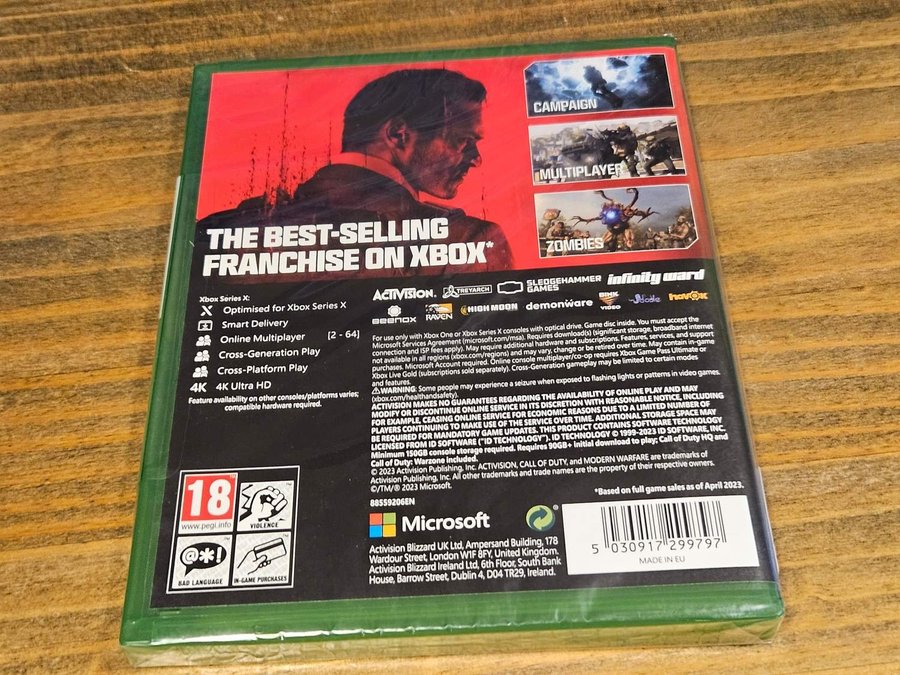 CAMPAIGN
MULTIPLAYER
ZOMBIES
THE BEST-SELLING
FRANCHISE ON XBOX*
Xbox Series X:
Optimised for Xbox Series X
Smart Delivery
Online Multiplayer [2 - 64]
Cross-Generation Play
Cross-Platform Play
4K 4K Ultra HD
Feature availability on other consoles/platforms varies;
compatible hardware required.
ACTIVISION. TREYARCH SLEDGEHAMMER GAMES infinity ward
beenox RAVEN HIGH MOON demonware BINK VIDEO havok
For use only with Xbox One or Xbox Series X consoles with optical drive. Game disc inside. You must accept the
Microsoft Services Agreement (microsoft.com/msa). Requires download(s) (significant storage, broadband internet
connection and ISP fees apply). May require additional hardware and subscriptions. Features, services, and support
not available in all regions (xbox.com/regions) and may vary, change or be retired over time. May contain in-game
purchases. Microsoft Account required. Online console multiplayer/co-op requires Xbox Game Pass Ultimate or
Xbox Live Gold (subscriptions sold separately). Cross-Generation gameplay may be limited to certain modes
and features.
WARNING: Some people may experience a seizure when exposed to flashing lights or patterns in video games.
(xbox.com/healthandsafety).
ACTIVISION MAKES NO GUARANTEES REGARDING THE AVAILABILITY OF ONLINE PLAY AND MAY
MODIFY OR DISCONTINUE ONLINE SERVICE IN ITS DISCRETION WITH REASONABLE NOTICE, INCLUDING
FOR EXAMPLE, CEASING ONLINE SERVICE FOR ECONOMIC REASONS DUE TO A LIMITED NUMBER OF
PLAYERS CONTINUING TO MAKE USE OF THE SERVICE OVER TIME. ADDITIONAL STORAGE SPACE MAY
BE REQUIRED FOR MANDATORY GAME UPDATES. THIS PRODUCT CONTAINS SOFTWARE TECHNOLOGY
LICENSED FROM ID SOFTWARE ("ID TECHNOLOGY"). ID TECHNOLOGY © 1999-2023 ID SOFTWARE, INC.
Minimum 150GB console storage required. Requires 90GB+ initial download to play; Call of Duty HQ and
Call of Duty: Warzone included.
© 2023 Activision Publishing, Inc. ACTIVISION, CALL OF DUTY, and MODERN WARFARE are trademarks of
Activision Publishing, Inc. All other trademarks and trade names are the property of their respective owners.
©/TM/® 2023 Microsoft.
*Based on full game sales as of April 2023.
88559206EN
18
www.pegi.info
VIOLENCE
@*!
BAD LANGUAGE
IN-GAME PURCHASES
Microsoft
Activision Blizzard UK Ltd, Ampersand Building, 178
Wardour Street, London W1F 8FY, United Kingdom.
Activision Blizzard Ireland Ltd, 6th Floor, South Bank
House, Barrow Street, Dublin 4, D04 TR29, Ireland.
5 030917 299797
MADE IN EU